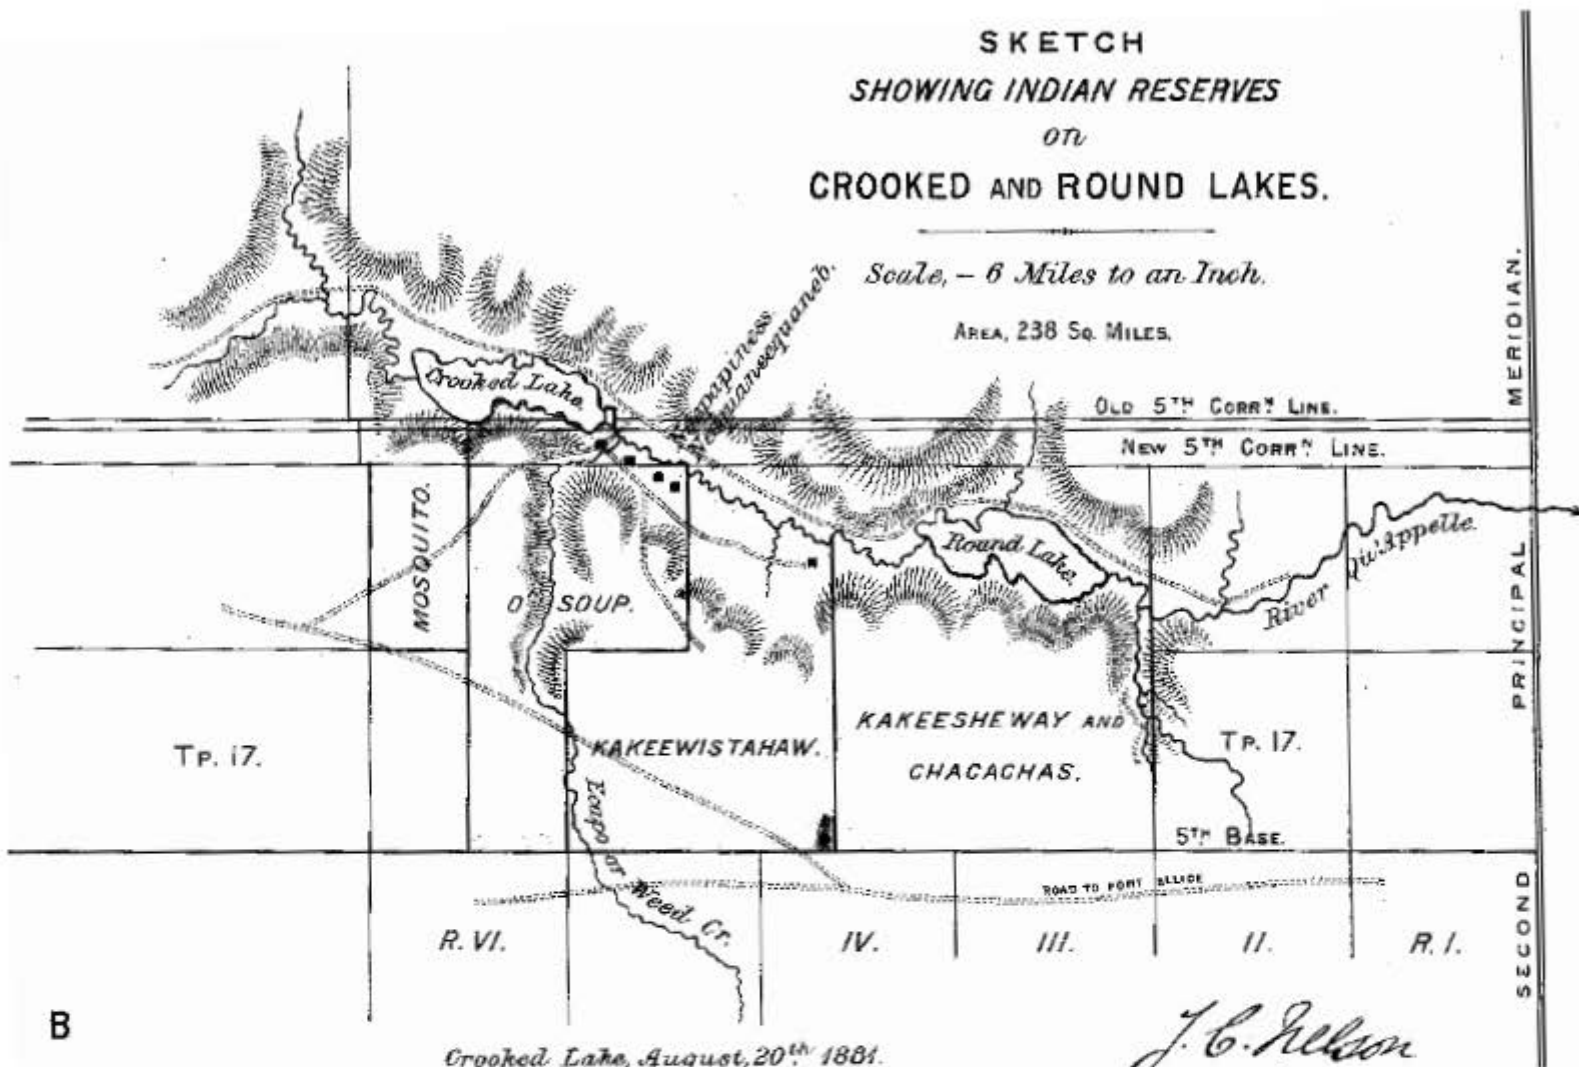 SKETCH
SHOWING INDIAN RESERVES
on
CROOKED AND ROUND LAKES.
Scale, – 6 Miles to an Inch.
AREA, 238 SQ. MILES.
MERIDIAN.
PRINCIPAL
SECOND
Crooked Lake.
OLD 5TH CORRN LINE.
NEW 5TH CORRN LINE.
MOSQUITO.
O' SOUP.
Round Lake.
River Qu'Appelle.
TP. 17.
KAKEEWISTAHAW.
KAKEESHEWAY AND
CHACACHAS.
TP. 17.
Ecapo or Weed Cr.
5TH BASE.
ROAD TO FORT ELLICE
R. VI.
IV.
III.
II.
R. I.
B
Crooked Lake, August, 20th 1881.
J. C. Nelson